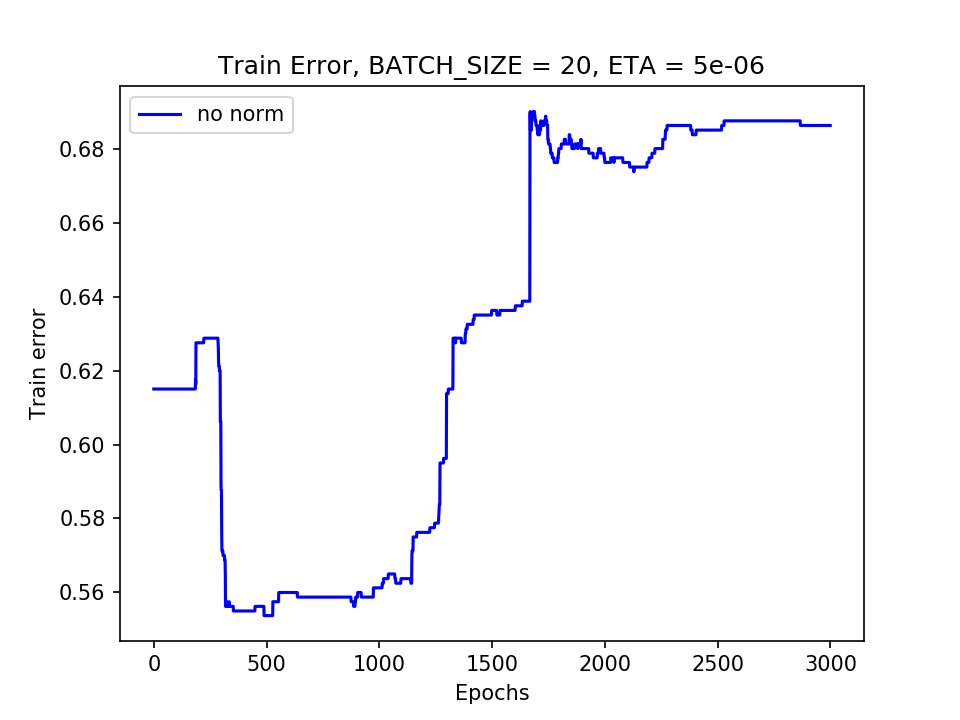 Train Error, BATCH_SIZE = 20, ETA = 5e-06
no norm
Train error
0.68
0.66
0.64
0.62
0.60
0.58
0.56
0 500 1000 1500 2000 2500 3000
Epochs